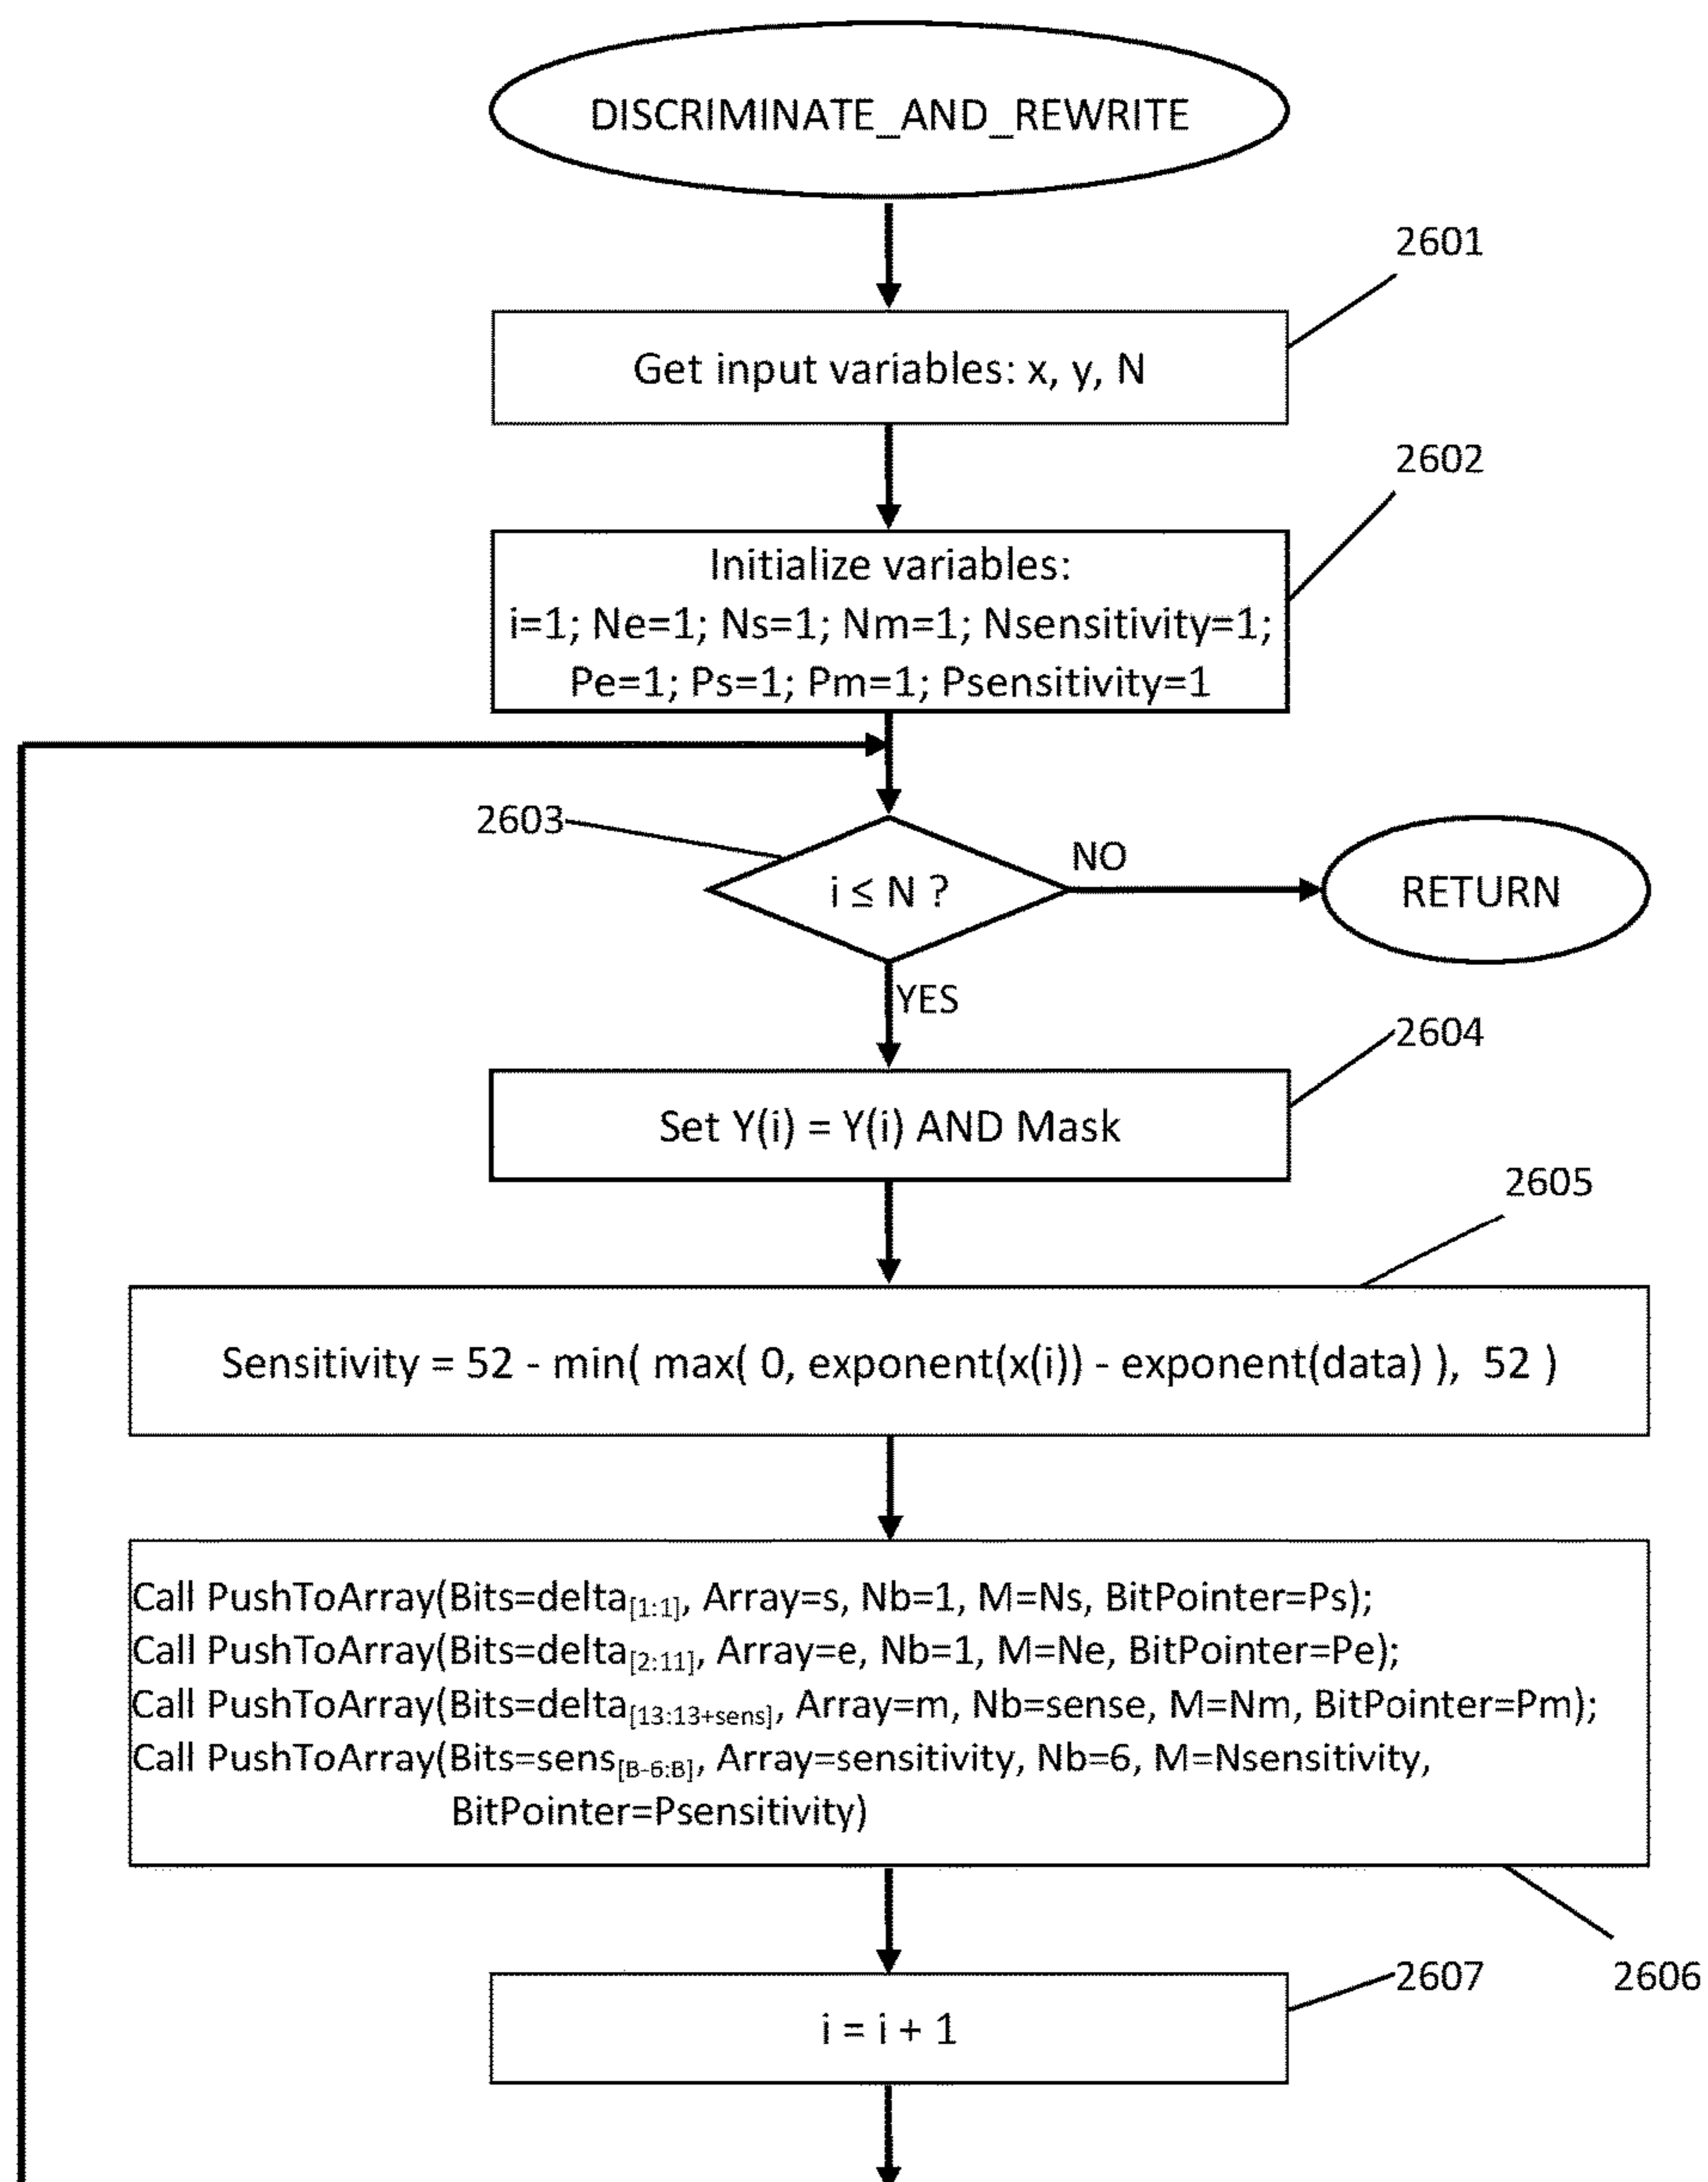 DISCRIMINATE_AND_REWRITE
2601
Get input variables: x, y, N
2602
Initialize variables:
i=1; Ne=1; Ns=1; Nm=1; Nsensitivity=1;
Pe=1; Ps=1; Pm=1; Psensitivity=1
2603
i ≤ N ?
NO
RETURN
YES
2604
Set Y(i) = Y(i) AND Mask
2605
Sensitivity = 52 - min( max( 0, exponent(x(i)) - exponent(data) ), 52 )
Call PushToArray(Bits=delta[1:1], Array=s, Nb=1, M=Ns, BitPointer=Ps);
Call PushToArray(Bits=delta[2:11], Array=e, Nb=1, M=Ne, BitPointer=Pe);
Call PushToArray(Bits=delta[13:13+sens], Array=m, Nb=sense, M=Nm, BitPointer=Pm);
Call PushToArray(Bits=sens[B-6:B], Array=sensitivity, Nb=6, M=Nsensitivity,
BitPointer=Psensitivity)
2606
2607
i = i + 1